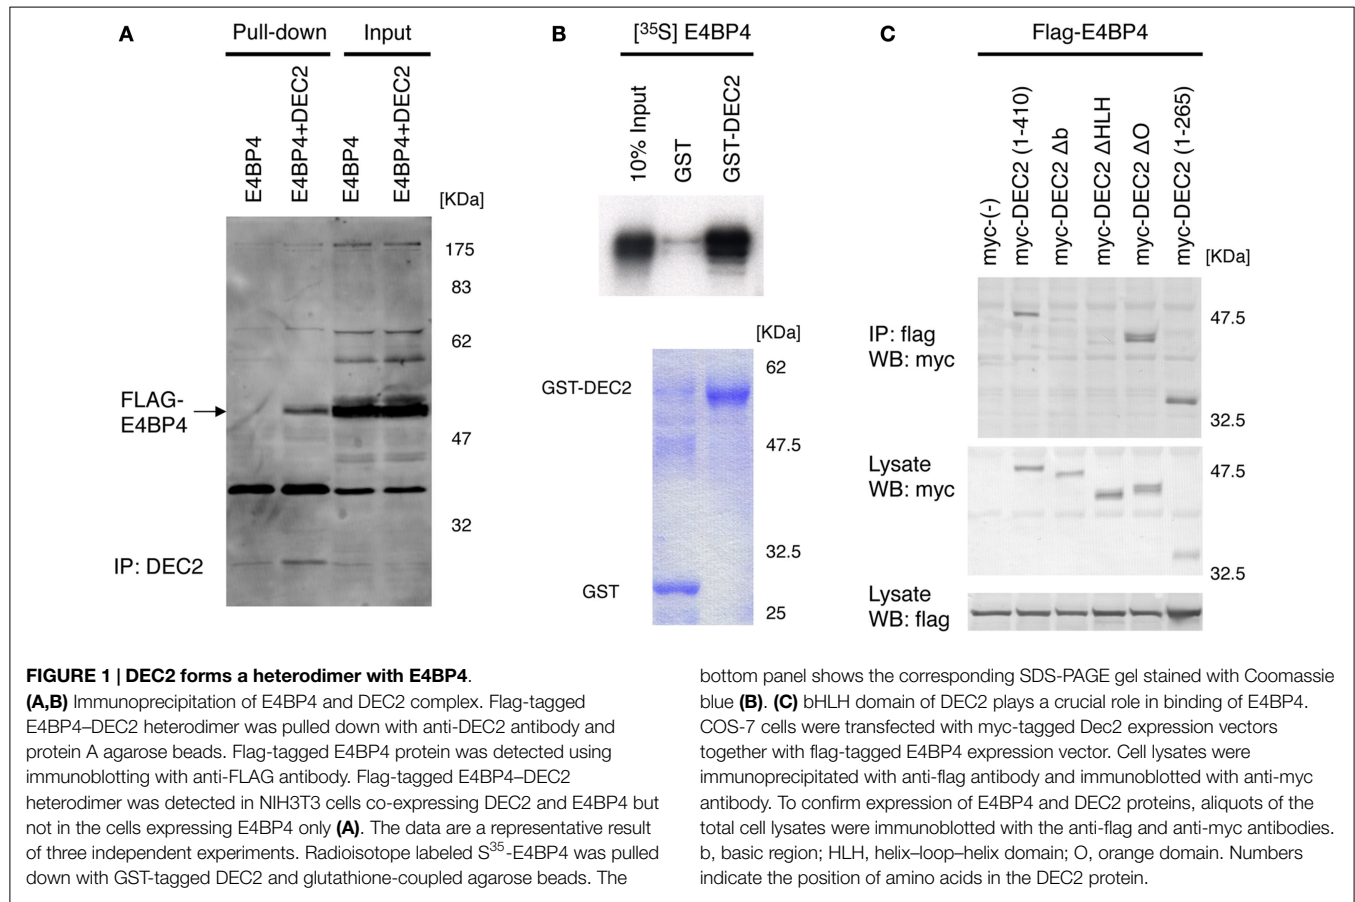 A
Pull-down
Input
E4BP4
E4BP4+DEC2
E4BP4
E4BP4+DEC2
[KDa]
175
83
62
FLAG-
E4BP4
47
32
IP: DEC2
B
[³⁵S] E4BP4
10% Input
GST
GST-DEC2
[KDa]
62
GST-DEC2
47.5
32.5
GST
25
C
Flag-E4BP4
myc-(-)
myc-DEC2 (1-410)
myc-DEC2 Δb
myc-DEC2 ΔHLH
myc-DEC2 ΔO
myc-DEC2 (1-265)
[KDa]
IP: flag
WB: myc
47.5
32.5
Lysate
WB: myc
47.5
32.5
Lysate
WB: flag
FIGURE 1 | DEC2 forms a heterodimer with E4BP4.
(A,B) Immunoprecipitation of E4BP4 and DEC2 complex. Flag-tagged
E4BP4–DEC2 heterodimer was pulled down with anti-DEC2 antibody and
protein A agarose beads. Flag-tagged E4BP4 protein was detected using
immunoblotting with anti-FLAG antibody. Flag-tagged E4BP4–DEC2
heterodimer was detected in NIH3T3 cells co-expressing DEC2 and E4BP4 but
not in the cells expressing E4BP4 only (A). The data are a representative result
of three independent experiments. Radioisotope labeled S³⁵-E4BP4 was pulled
down with GST-tagged DEC2 and glutathione-coupled agarose beads. The
bottom panel shows the corresponding SDS-PAGE gel stained with Coomassie
blue (B). (C) bHLH domain of DEC2 plays a crucial role in binding of E4BP4.
COS-7 cells were transfected with myc-tagged Dec2 expression vectors
together with flag-tagged E4BP4 expression vector. Cell lysates were
immunoprecipitated with anti-flag antibody and immunoblotted with anti-myc
antibody. To confirm expression of E4BP4 and DEC2 proteins, aliquots of the
total cell lysates were immunoblotted with the anti-flag and anti-myc antibodies.
b, basic region; HLH, helix–loop–helix domain; O, orange domain. Numbers
indicate the position of amino acids in the DEC2 protein.